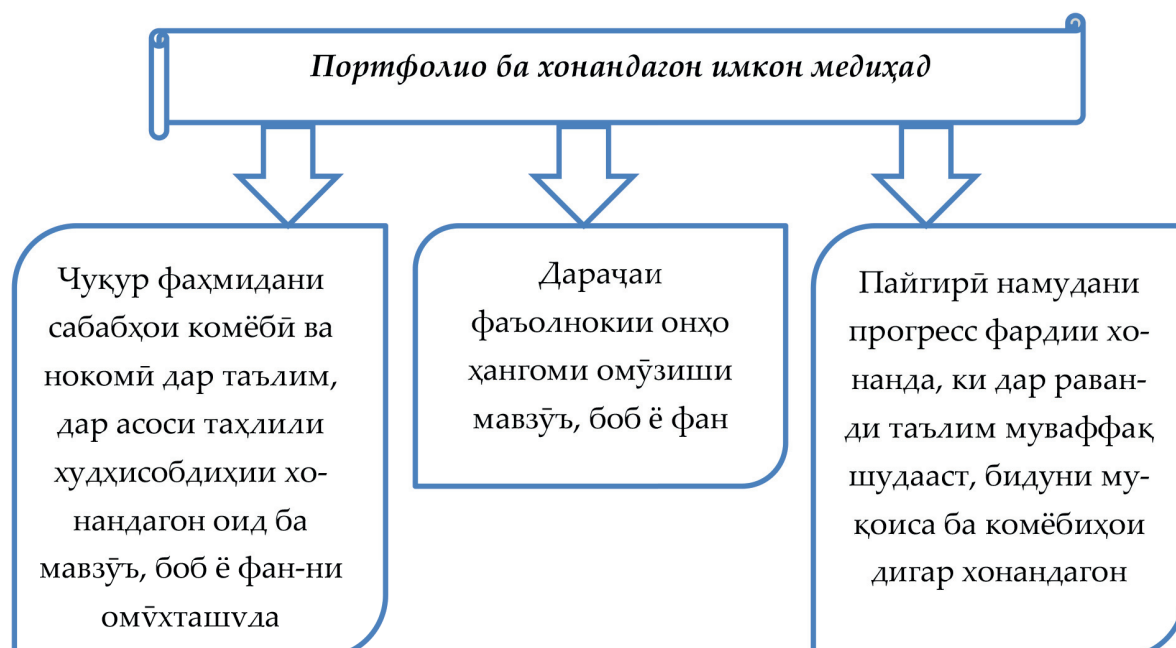 Портфолио ба хонандагон имкон медиҳад
Чуқур фаҳмидани
сабабҳои комёбӣ ва
нокомӣ дар таълим,
дар асоси таҳлили
худҳисобдиҳии хо-
нандагон оид ба
мавзӯъ, боб ё фан-ни
омӯхташуда
Дараҷаи
фаъолнокии онҳо
ҳангоми омӯзиши
мавзӯъ, боб ё фан
Пайгирӣ намудани
прогресс фардии хо-
нанда, ки дар раван-
ди таълим муваффақ
шудааст, бидуни му-
қоиса ба комёбиҳои
дигар хонандагон